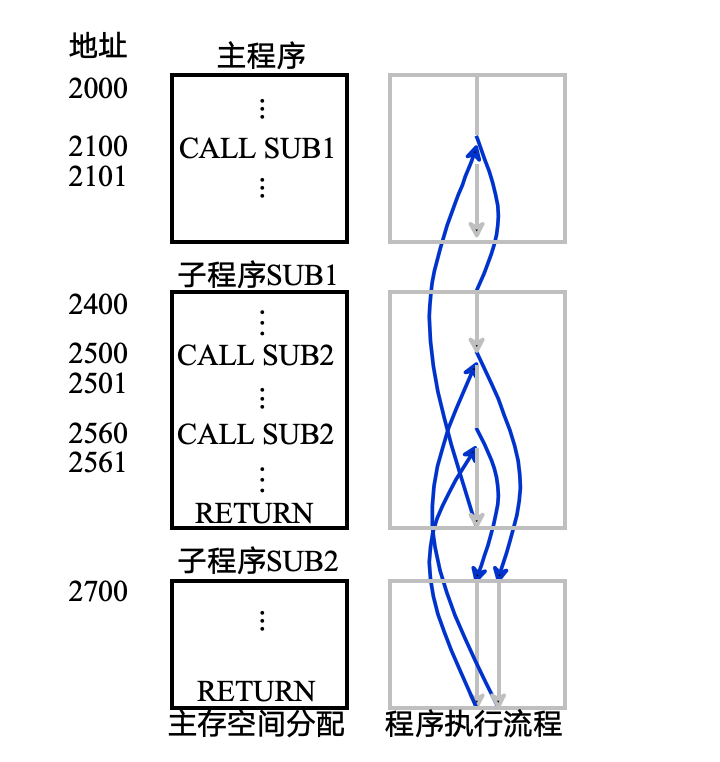 地址
主程序
2000
⋮
2100 CALL SUB1
2101
⋮
子程序SUB1
2400
⋮
2500 CALL SUB2
2501
⋮
2560 CALL SUB2
2561
⋮
RETURN
子程序SUB2
2700
⋮
RETURN
主存空间分配 程序执行流程